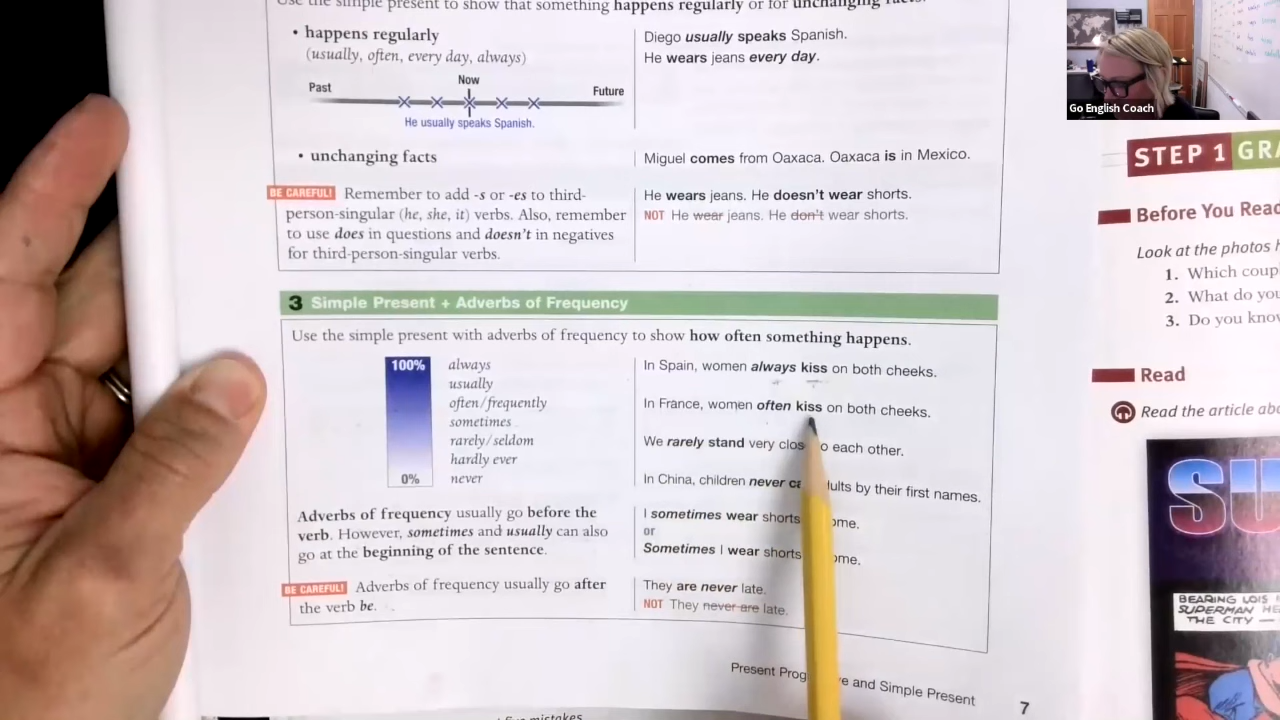 Use the simple present to show that something happens regularly or for unchanging facts.
• happens regularly
(usually, often, every day, always)
Past
Now
Future
He usually speaks Spanish.
Diego usually speaks Spanish.
He wears jeans every day.
• unchanging facts
Miguel comes from Oaxaca. Oaxaca is in Mexico.
BE CAREFUL! Remember to add -s or -es to third-
person-singular (he, she, it) verbs. Also, remember
to use does in questions and doesn't in negatives
for third-person-singular verbs.
He wears jeans. He doesn't wear shorts.
NOT He wear jeans. He don't wear shorts.
3 Simple Present + Adverbs of Frequency
Use the simple present with adverbs of frequency to show how often something happens.
100%
0%
always
usually
often/frequently
sometimes
rarely/seldom
hardly ever
never
In Spain, women always kiss on both cheeks.
In France, women often kiss on both cheeks.
We rarely stand very clos o each other.
In China, children never ca dults by their first names.
Adverbs of frequency usually go before the
verb. However, sometimes and usually can also
go at the beginning of the sentence.
I sometimes wear shorts ome.
or
Sometimes I wear shorts ome.
BE CAREFUL! Adverbs of frequency usually go after
the verb be.
They are never late.
NOT They never are late.
Present Prog e and Simple Present
7
five mistakes
Go English Coach
STEP 1 GRA
Before You Read
Look at the photos h
1. Which coup
2. What do you
3. Do you know
Read
Read the article abo
SU
BEARING LOIS
SUPERMAN HE
THE CITY —